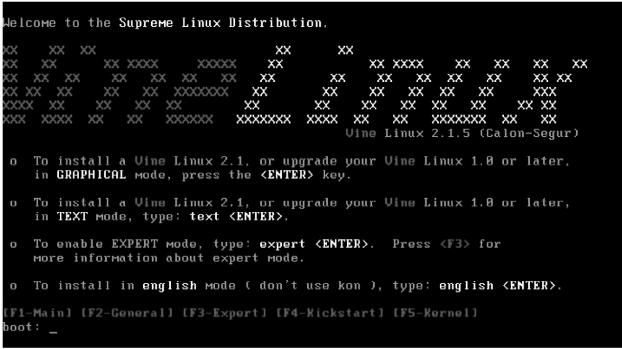 Welcome to the Supreme Linux Distribution.
Vine Linux
Vine Linux 2.1.5 (Calon-Segur)
o To install a Vine Linux 2.1, or upgrade your Vine Linux 1.0 or later,
in GRAPHICAL mode, press the <ENTER> key.
o To install a Vine Linux 2.1, or upgrade your Vine Linux 1.0 or later,
in TEXT mode, type: text <ENTER>.
o To enable EXPERT mode, type: expert <ENTER>. Press <F3> for
more information about expert mode.
o To install in english mode ( don't use kon ), type: english <ENTER>.
[F1-Main] [F2-General] [F3-Expert] [F4-Kickstart] [F5-Kernel]
boot: _